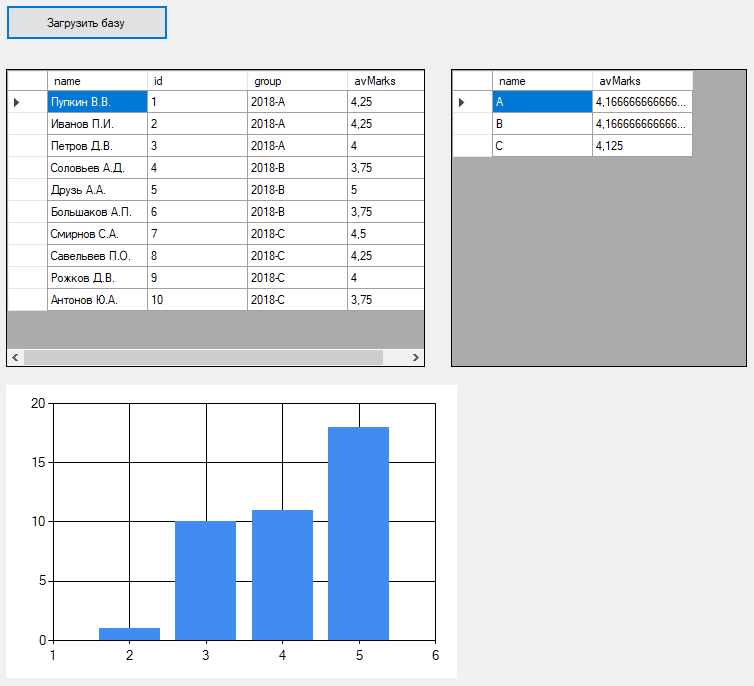 Загрузить базу
name id group avMarks
Пупкин В.В. 1 2018-A 4,25
Иванов П.И. 2 2018-A 4,25
Петров Д.В. 3 2018-A 4
Соловьев А.Д. 4 2018-B 3,75
Друзь А.А. 5 2018-B 5
Большаков А.П. 6 2018-B 3,75
Смирнов С.А. 7 2018-C 4,5
Савельвев П.О. 8 2018-C 4,25
Рожков Д.В. 9 2018-C 4
Антонов Ю.А. 10 2018-C 3,75
name avMarks
A 4,166666666666...
B 4,166666666666...
C 4,125
20
15
10
5
0
1 2 3 4 5 6